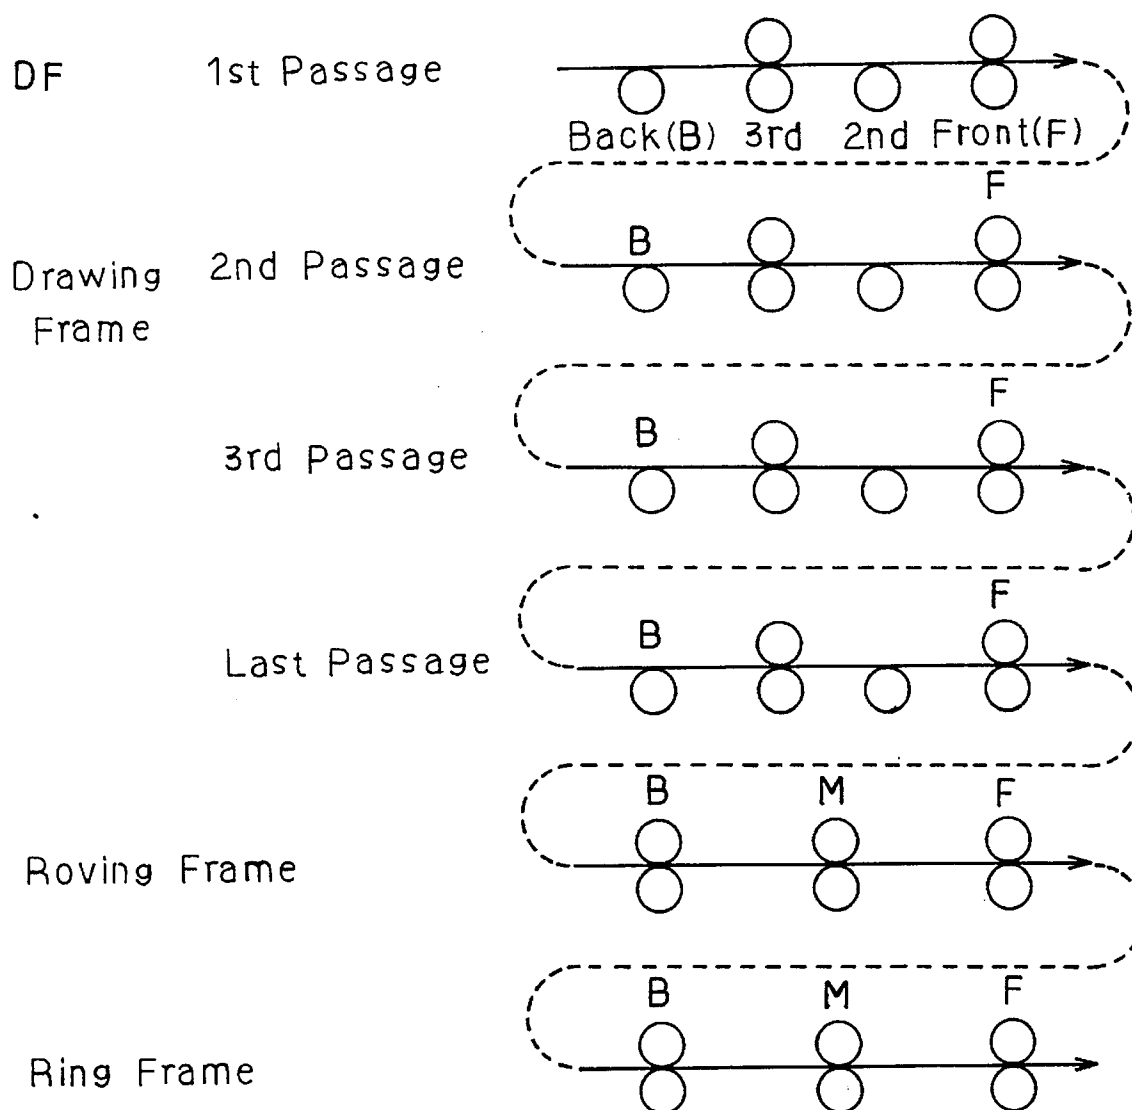 DF 1st Passage
Back(B) 3rd 2nd Front(F)
F
B
Drawing Frame 2nd Passage
F
B
3rd Passage
F
B
Last Passage
B M F
Roving Frame
B M F
Ring Frame